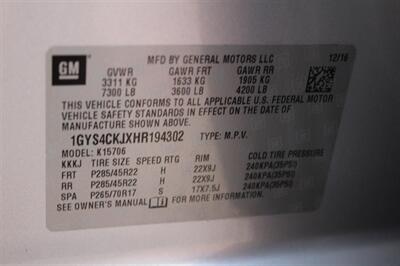 GM
MFD BY GENERAL MOTORS LLC 12/16
GVWR GAWR FRT GAWR RR
3311 KG 1633 KG 1905 KG
7300 LB 3600 LB 4200 LB
THIS VEHICLE CONFORMS TO ALL APPLICABLE U.S. FEDERAL MOTOR
VEHICLE SAFETY STANDARDS IN EFFECT ON THE DATE OF
MANUFACTURE SHOWN ABOVE.
1GYS4CKJXHR194302 TYPE: M.P.V.
MODEL: K15706
KKKJ TIRE SIZE SPEED RTG RIM COLD TIRE PRESSURE
FRT P285/45R22 H 22X9J 240KPA(35PSI)
RR P285/45R22 H 22X9J 240KPA(35PSI)
SPA P265/70R17 S 17X7.5J 240KPA(35PSI)
SEE OWNER'S MANUAL